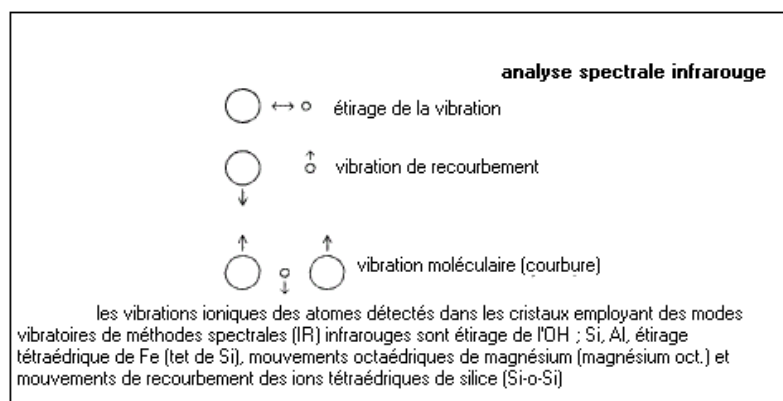 analyse spectrale infrarouge
étirage de la vibration
vibration de recourbement
vibration moléculaire (courbure)
les vibrations ioniques des atomes détectés dans les cristaux employant des modes
vibratoires de méthodes spectrales (IR) infrarouges sont étirage de l'OH ; Si, Al, étirage
tétraédrique de Fe (tet de Si), mouvements octaédriques de magnésium (magnésium oct.) et
mouvements de recourbement des ions tétraédriques de silice (Si-o-Si)